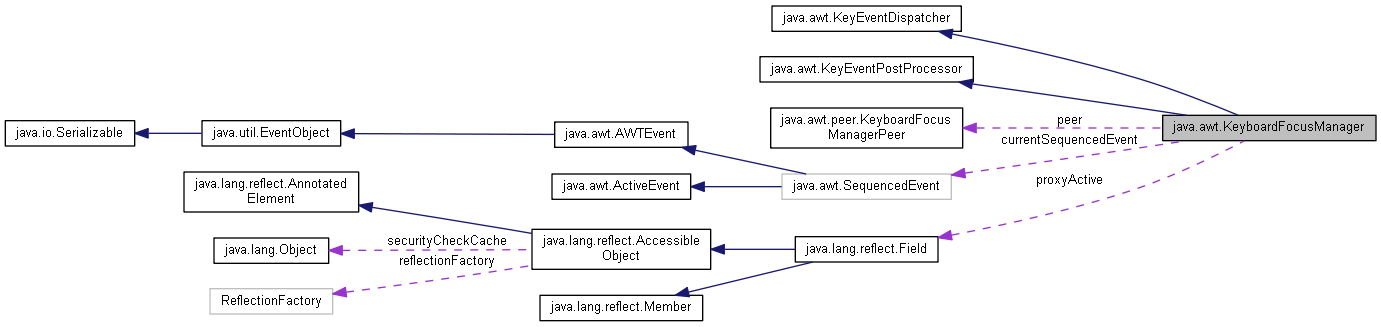 java.awt.KeyEventDispatcher
java.awt.KeyEventPostProcessor
java.awt.peer.KeyboardFocus
ManagerPeer
peer
java.awt.KeyboardFocusManager
java.io.Serializable
java.util.EventObject
java.awt.AWTEvent
currentSequencedEvent
java.awt.ActiveEvent
java.awt.SequencedEvent
proxyActive
java.lang.reflect.Annotated
Element
java.lang.Object
securityCheckCache
reflectionFactory
java.lang.reflect.Accessible
Object
java.lang.reflect.Field
ReflectionFactory
java.lang.reflect.Member